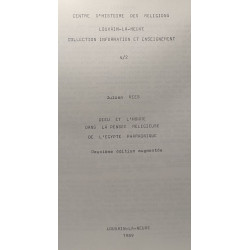 CENTRE D'HISTOIRE DES RELIGIONS
LOUVAIN-LA-NEUVE
COLLECTION INFORMATION ET ENSEIGNEMENT
RIES
DIEU ET L'HOMME
DANS LA PENSEE RELIGIEUSE
DE L'EGYPTE PHARAONIQUE
Deuxième édition augmentée
LOUVAIN-LA-NEUVE